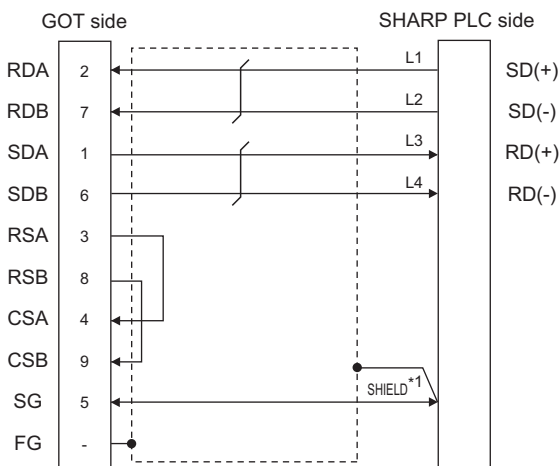 GOT side SHARP PLC side
RDA 2 L1 SD(+)
RDB 7 L2 SD(-)
SDA 1 L3 RD(+)
SDB 6 L4 RD(-)
RSA 3
RSB 8
CSA 4
CSB 9
SHIELD*1
SG 5
FG -